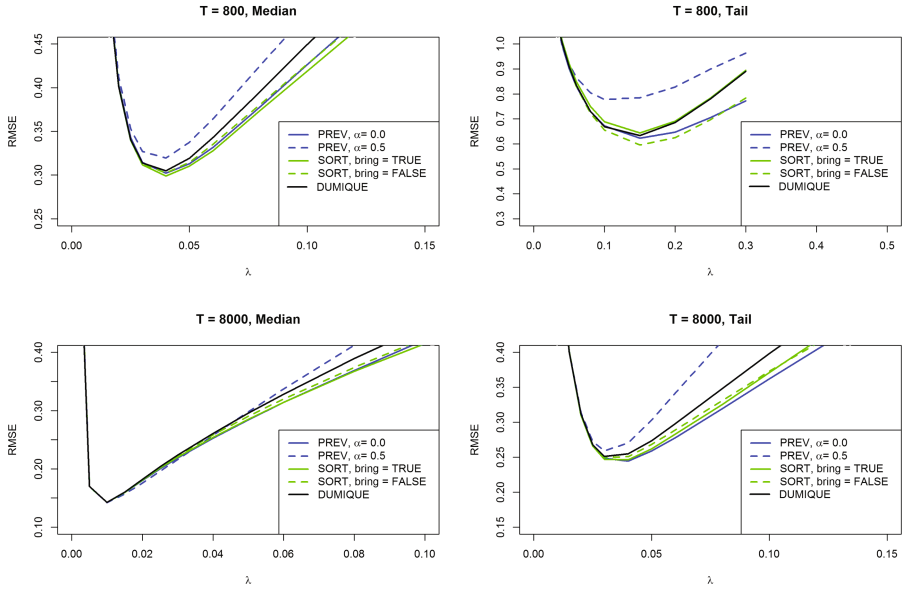 T = 800, Median
RMSE
0.45
0.40
0.35
0.30
0.25
PREV, α= 0.0
PREV, α= 0.5
SORT, bring = TRUE
SORT, bring = FALSE
DUMIQUE
0.00
0.05
0.10
0.15
λ
T = 800, Tail
RMSE
1.0
0.9
0.8
0.7
0.6
0.5
0.4
0.3
PREV, α= 0.0
PREV, α= 0.5
SORT, bring = TRUE
SORT, bring = FALSE
DUMIQUE
0.0
0.1
0.2
0.3
0.4
0.5
λ
T = 8000, Median
RMSE
0.40
0.30
0.20
0.10
PREV, α= 0.0
PREV, α= 0.5
SORT, bring = TRUE
SORT, bring = FALSE
DUMIQUE
0.00
0.02
0.04
0.06
0.08
0.10
λ
T = 8000, Tail
RMSE
0.40
0.35
0.30
0.25
0.20
0.15
PREV, α= 0.0
PREV, α= 0.5
SORT, bring = TRUE
SORT, bring = FALSE
DUMIQUE
0.00
0.05
0.10
0.15
λ